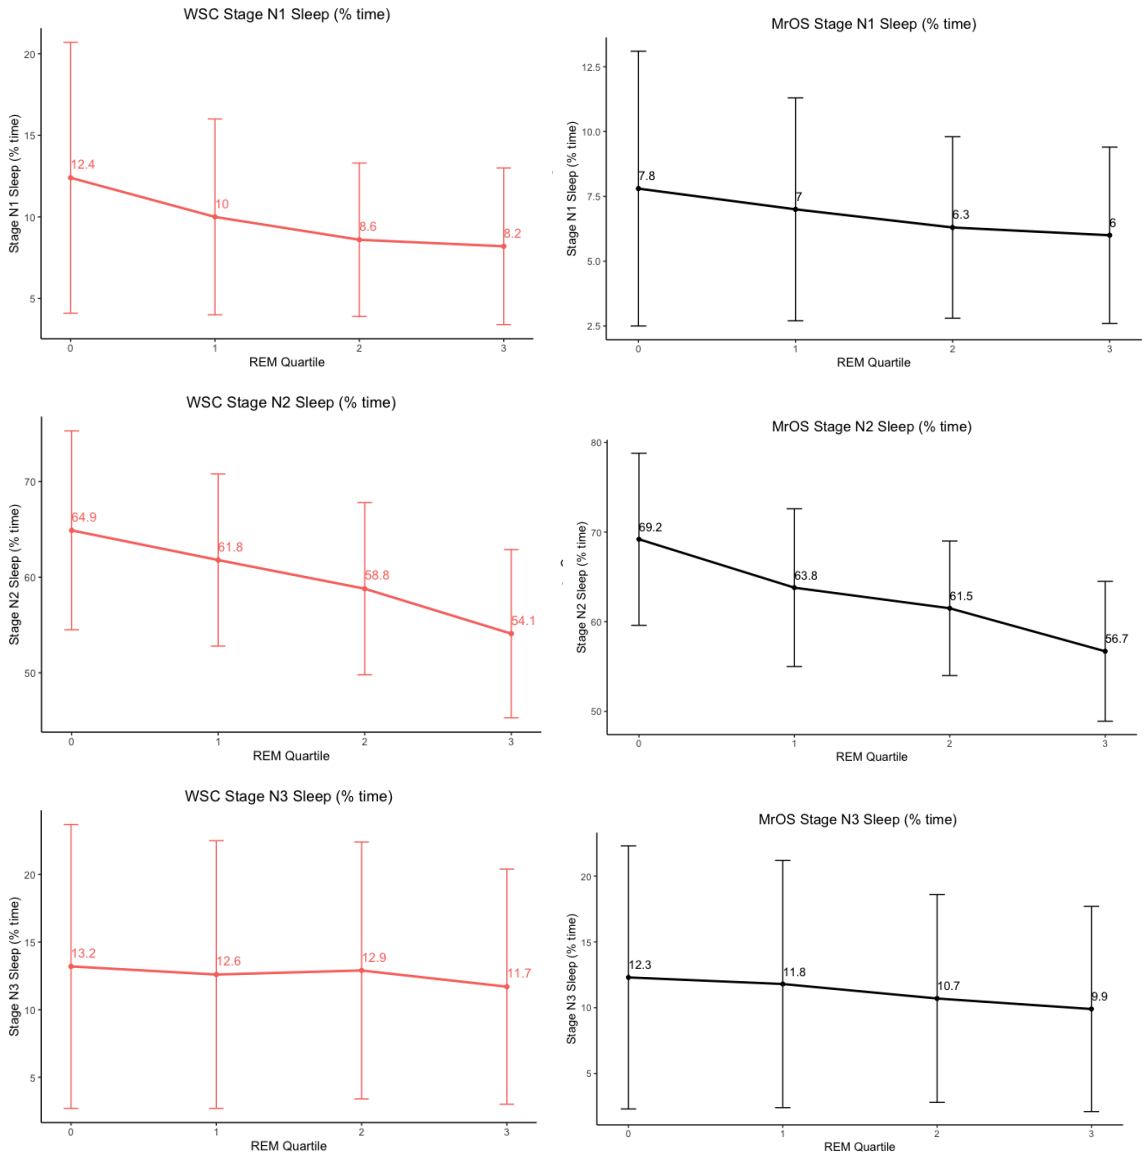 WSC Stage N1 Sleep (% time)
Stage N1 Sleep (% time)
20
15
10
5
12.4
10
8.6
8.2
0 1 2 3
REM Quartile
MrOS Stage N1 Sleep (% time)
Stage N1 Sleep (% time)
12.5
10.0
7.5
5.0
2.5
7.8
7
6.3
6
0 1 2 3
REM Quartile
WSC Stage N2 Sleep (% time)
Stage N2 Sleep (% time)
70
60
50
64.9
61.8
58.8
54.1
0 1 2 3
REM Quartile
MrOS Stage N2 Sleep (% time)
Stage N2 Sleep (% time)
80
70
60
50
69.2
63.8
61.5
56.7
0 1 2 3
REM Quartile
WSC Stage N3 Sleep (% time)
Stage N3 Sleep (% time)
20
15
10
5
13.2
12.6
12.9
11.7
0 1 2 3
REM Quartile
MrOS Stage N3 Sleep (% time)
Stage N3 Sleep (% time)
20
15
10
5
12.3
11.8
10.7
9.9
0 1 2 3
REM Quartile